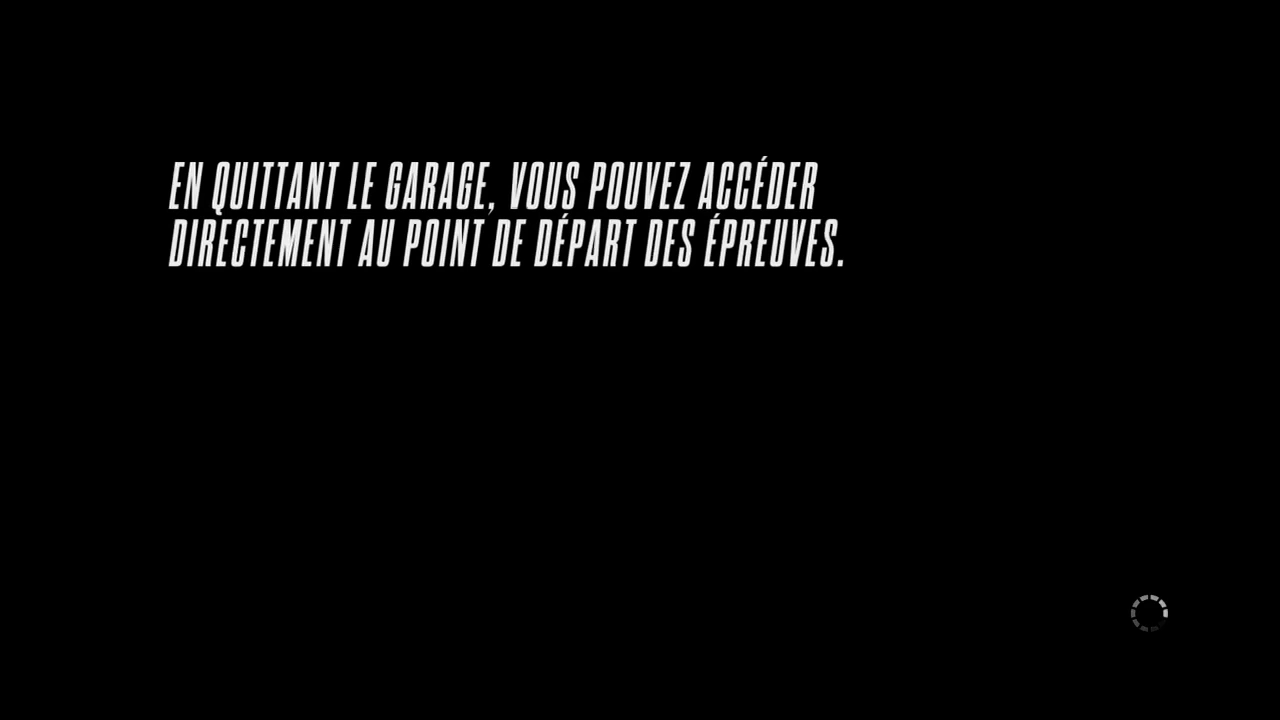 EN QUITTANT LE GARAGE, VOUS POUVEZ ACCÉDER
DIRECTEMENT AU POINT DE DÉPART DES ÉPREUVES.